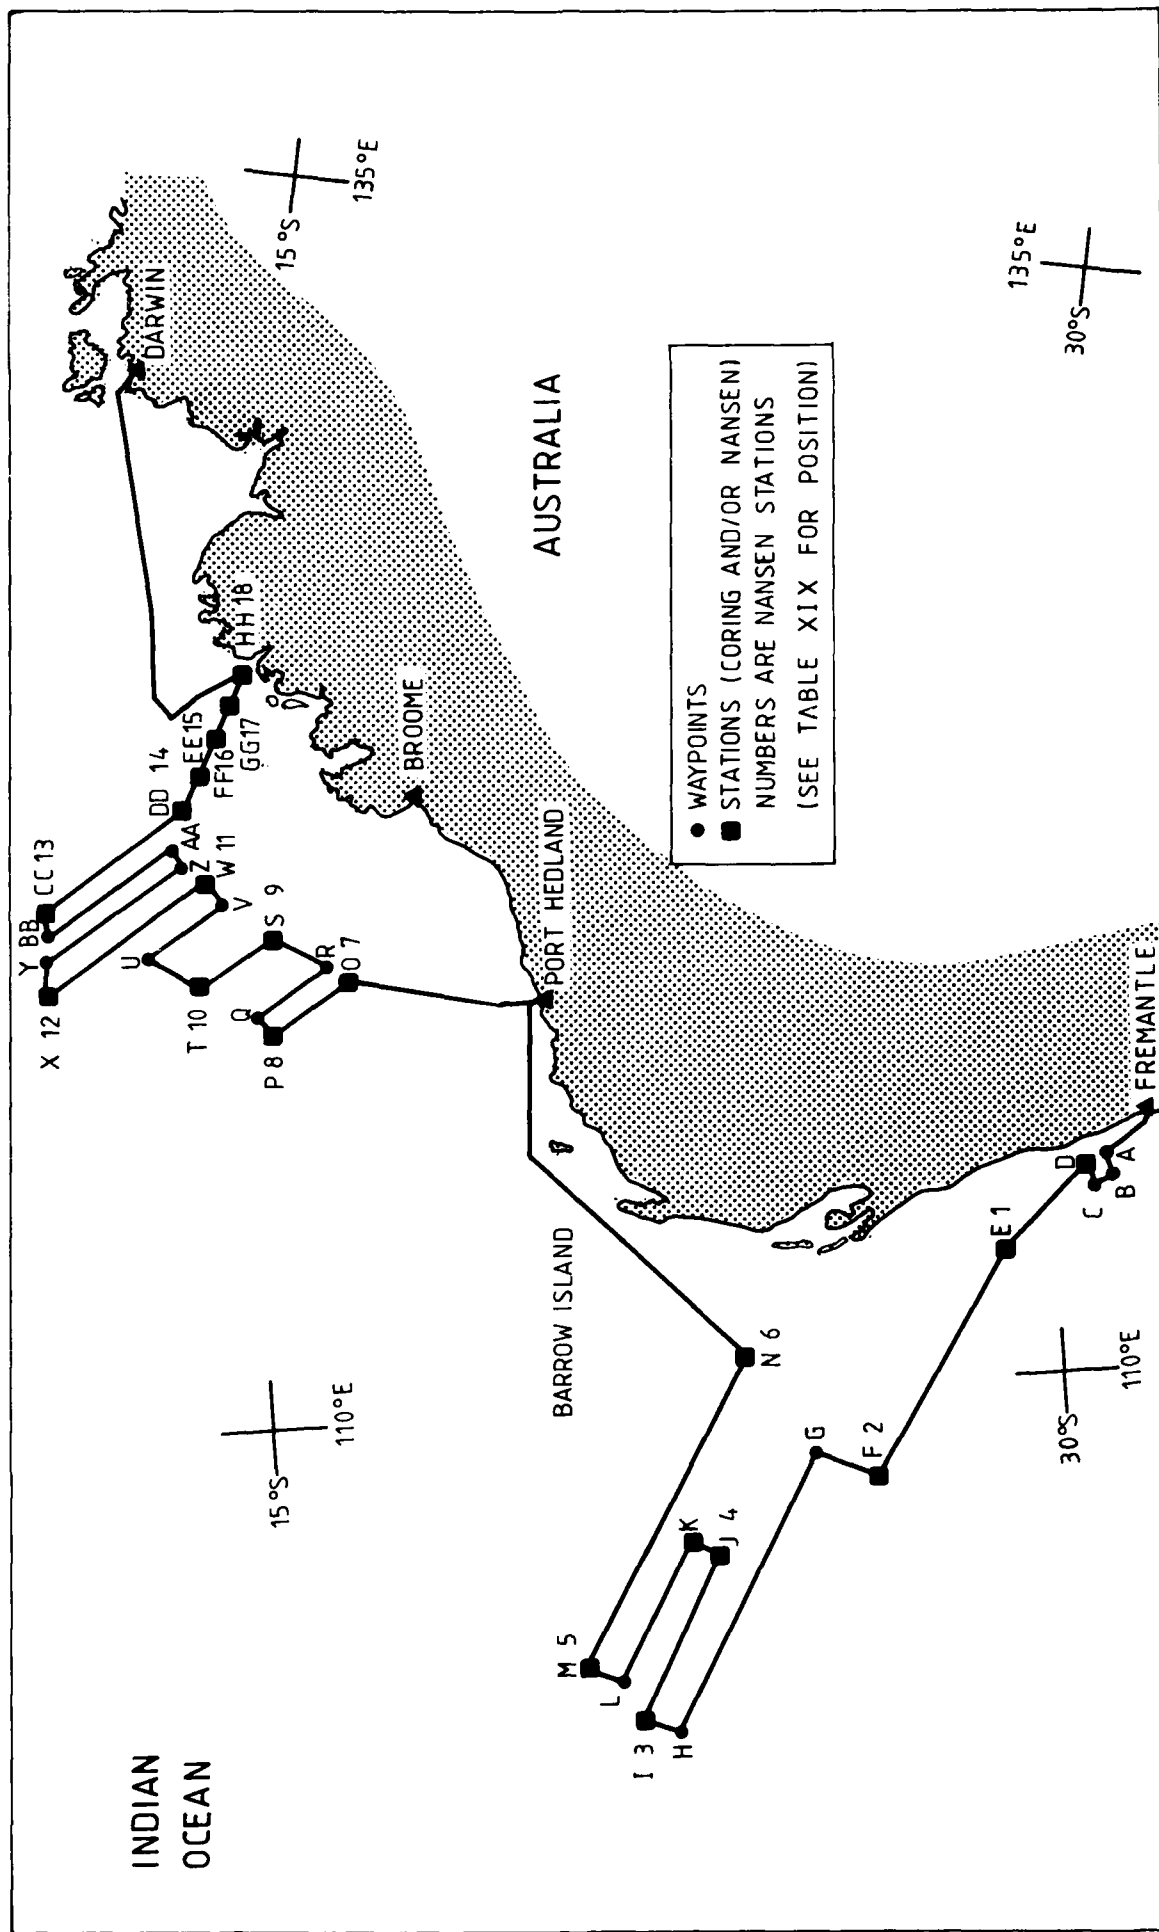 INDIAN
OCEAN
X 12
Y
BB
CC13
U
T 10
Z
W 11
AA
DD 14
EE15
FF16
GG17
HH18
DARWIN
V
Q
P 8
S 9
R
O 7
15°S
110°E
15°S
135°E
BROOME
AUSTRALIA
BARROW ISLAND
PORT HEDLAND
M 5
L
I 3
H
K
J 4
N 6
G
F 2
E 1
D
C
B
A
FREMANTLE
30°S
110°E
30°S
135°E
WAYPOINTS
STATIONS (CORING AND/OR NANSEN)
NUMBERS ARE NANSEN STATIONS
(SEE TABLE XIX FOR POSITION)